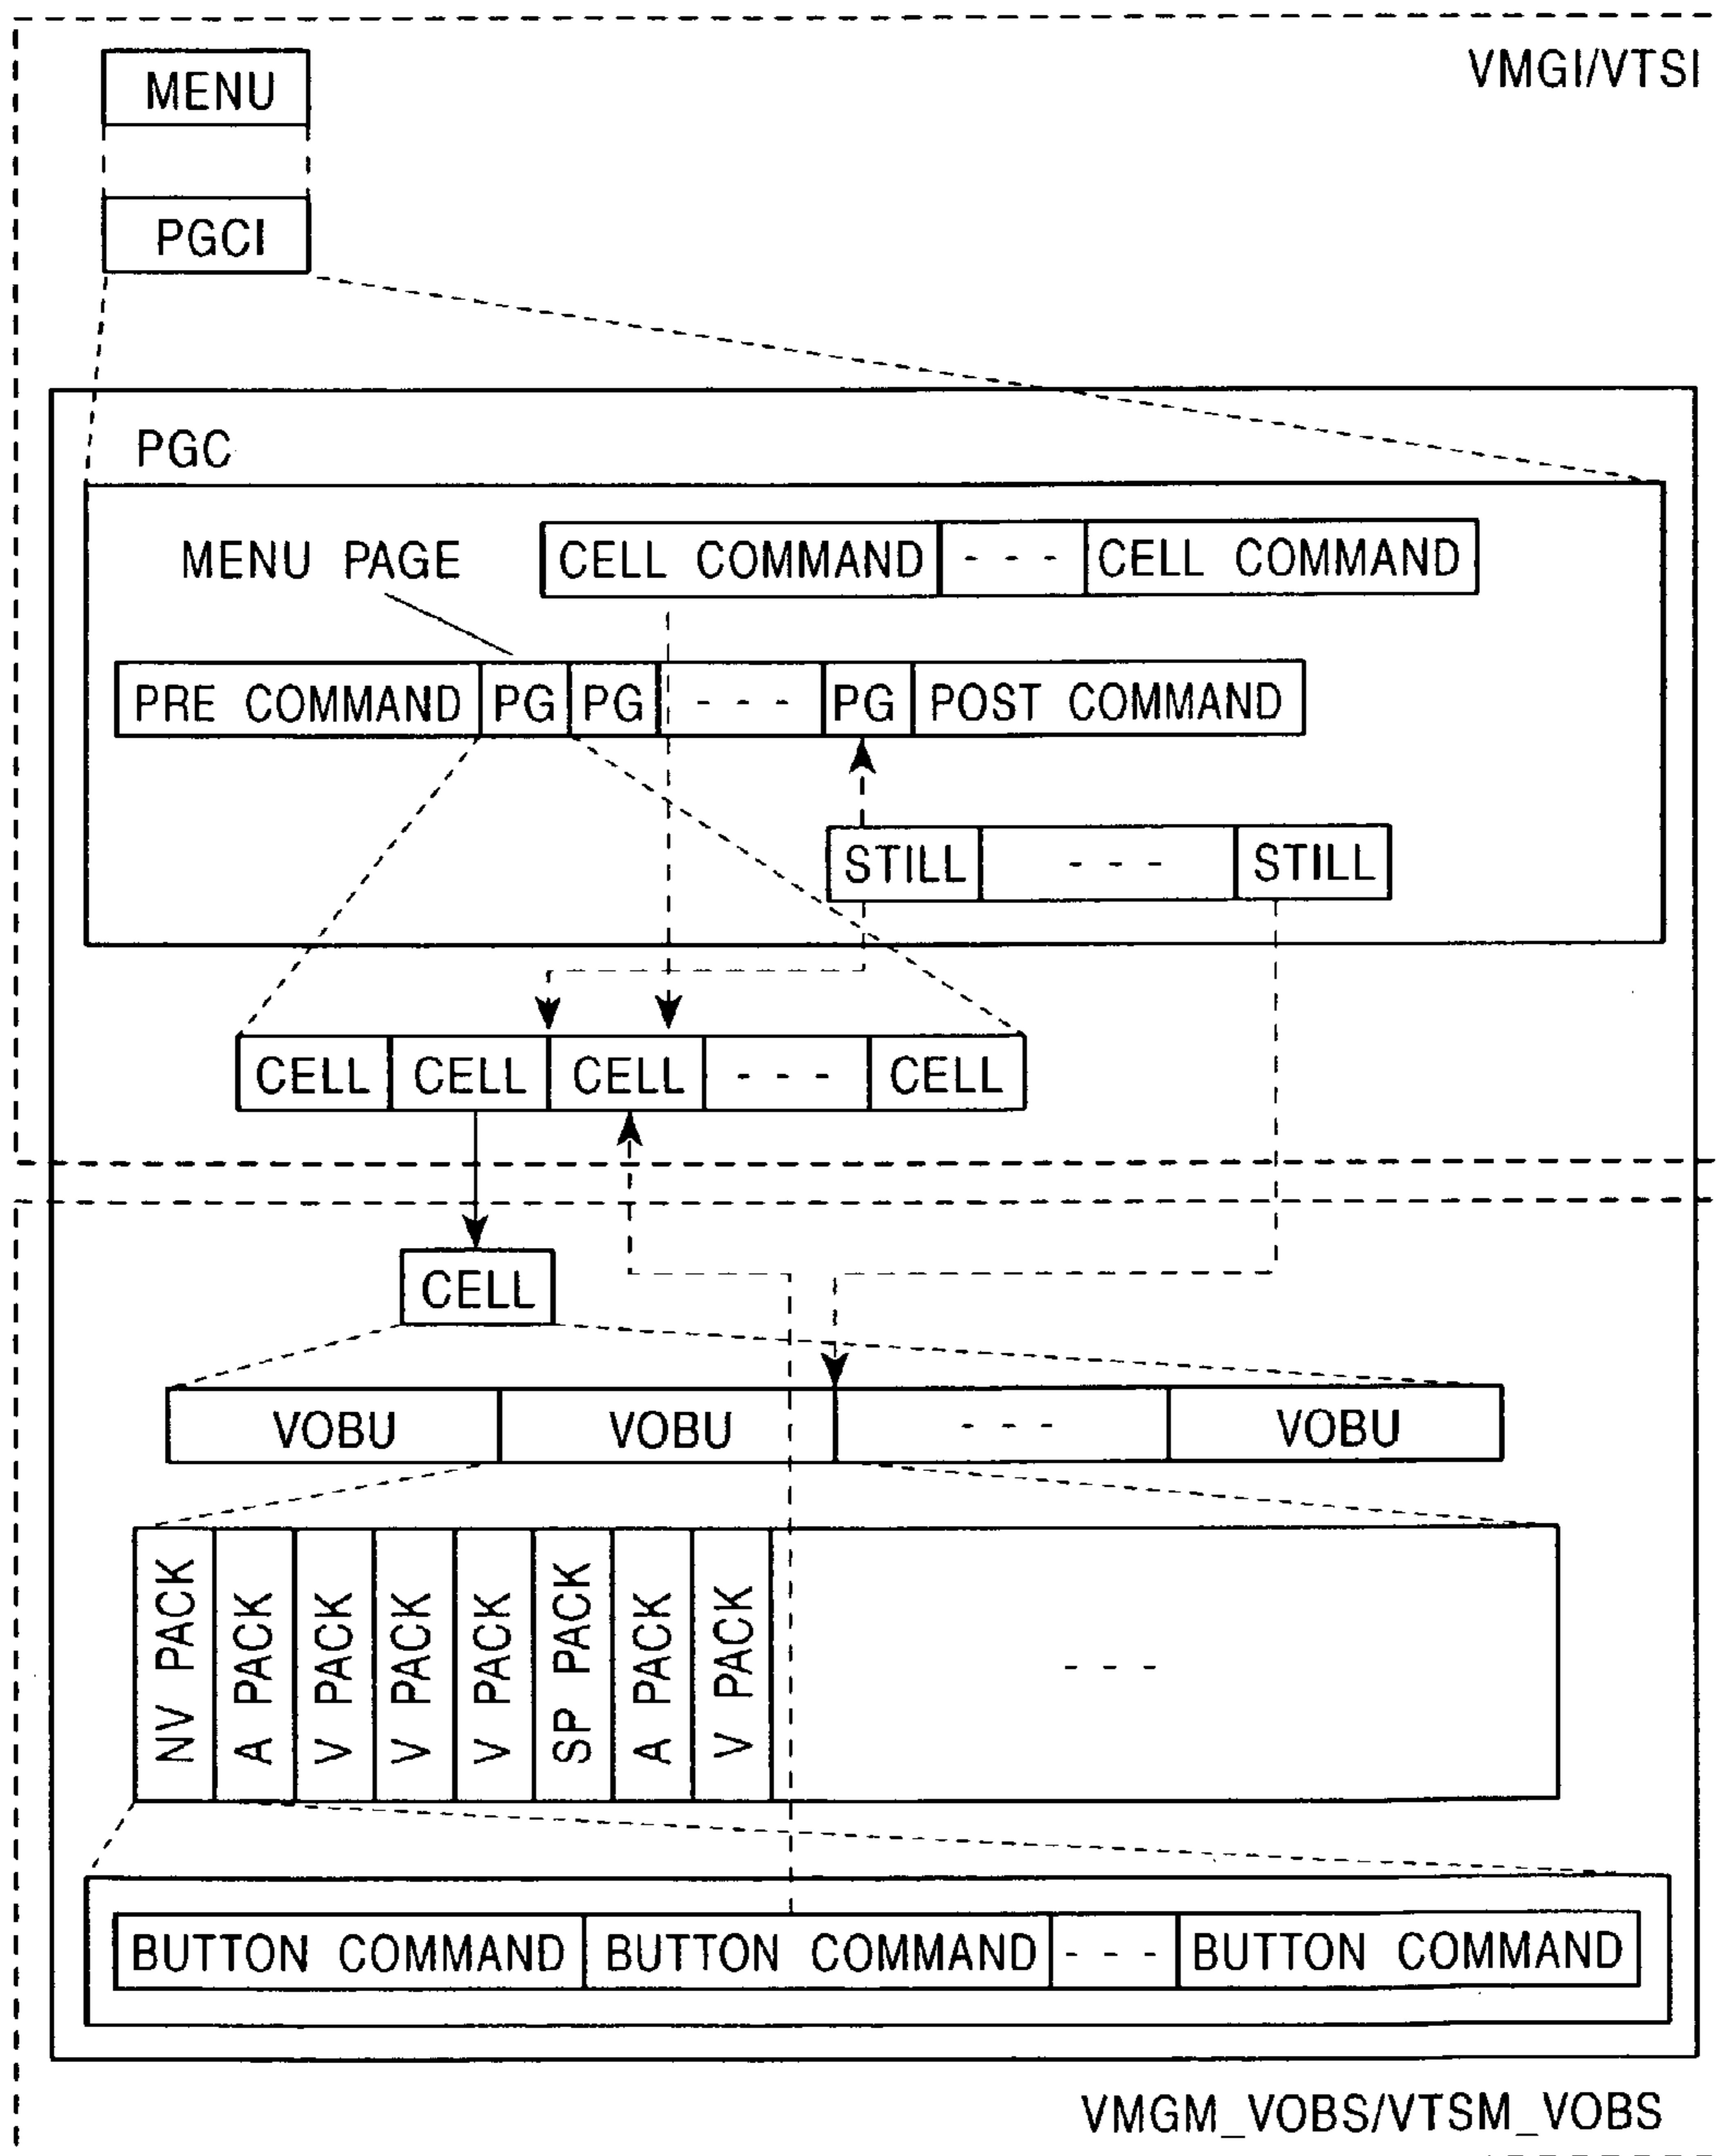 VMGI/VTSI
MENU
PGCI
PGC
MENU PAGE
CELL COMMAND - - - CELL COMMAND
PRE COMMAND PG PG - - - PG POST COMMAND
STILL - - - STILL
CELL CELL CELL - - - CELL
CELL
VOBU VOBU - - - VOBU
NV PACK
A PACK
V PACK
V PACK
V PACK
SP PACK
A PACK
V PACK
- - -
BUTTON COMMAND BUTTON COMMAND - - - BUTTON COMMAND
VMGM_VOBS/VTSM_VOBS